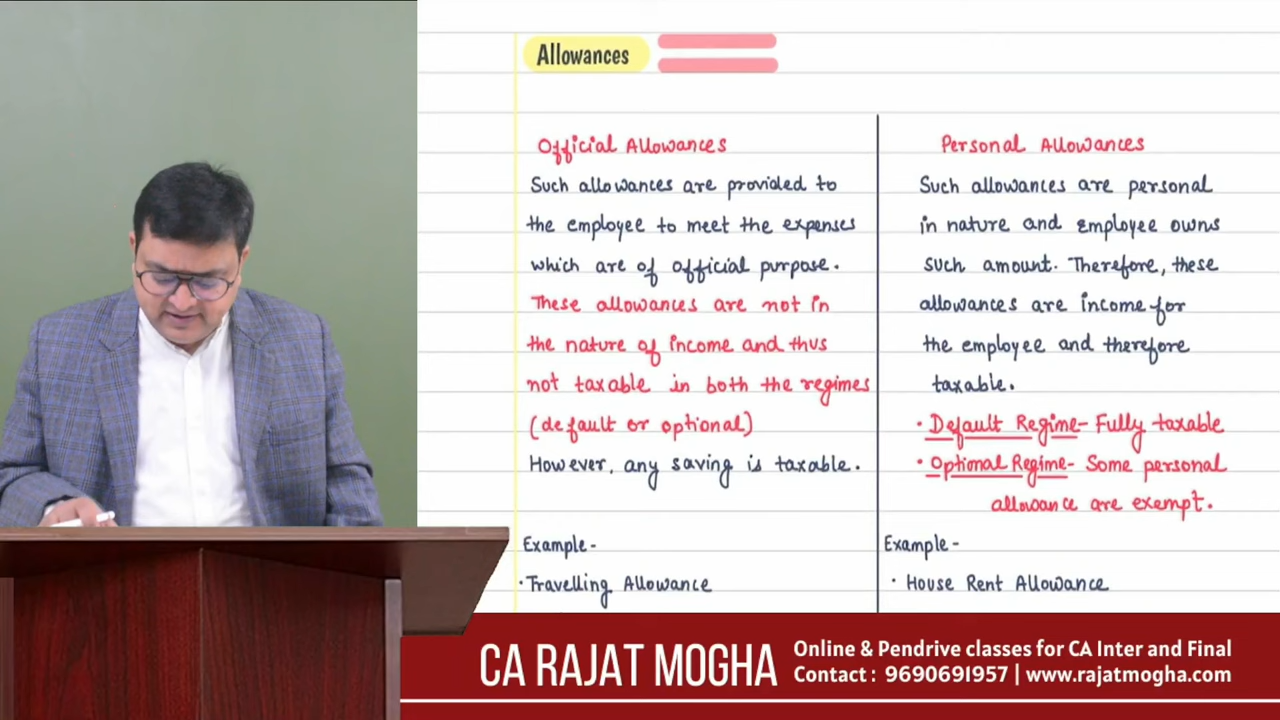 Allowances
Official Allowances
Such allowances are provided to
the employee to meet the expenses
which are of official purpose.
These allowances are not in
the nature of income and thus
not taxable in both the regimes
(default or optional)
However, any saving is taxable.
Example-
·Travelling Allowance
Personal Allowances
Such allowances are personal
in nature and employee owns
such amount. Therefore, these
allowances are income for
the employee and therefore
taxable.
· Default Regime- Fully taxable
· Optional Regime- Some personal
allowance are exempt.
Example-
· House Rent Allowance
CA RAJAT MOGHA
Online & Pendrive classes for CA Inter and Final
Contact : 9690691957 | www.rajatmogha.com